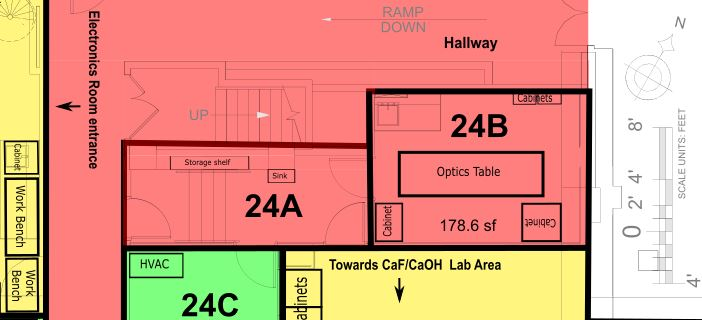 RAMP
DOWN
Hallway
N
Electronics Room entrance
UP
Cabinets
24B
Optics Table
Cabinet
Cabinet
178.6 sf
Storage shelf
Sink
24A
Cabinet
Work Bench
Work
Bench
HVAC
24C
Cabinets
Towards CaF/CaOH Lab Area
8'
4'
2'
0
4'
SCALE UNITS: FEET